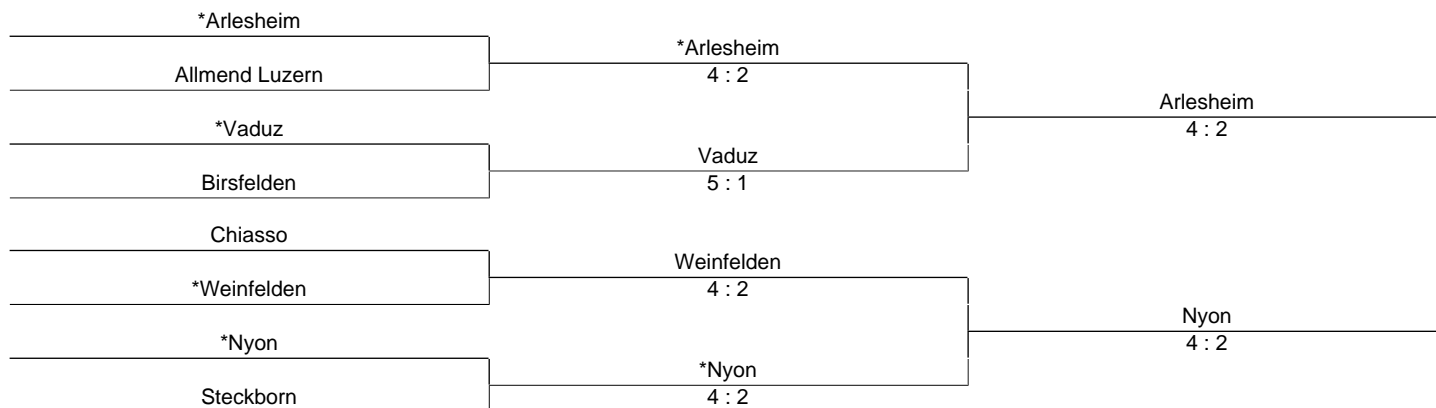 *Arlesheim
Allmend Luzern
*Vaduz
Birsfelden
Chiasso
*Weinfelden
*Nyon
Steckborn
*Arlesheim
4 : 2
Vaduz
5 : 1
Weinfelden
4 : 2
*Nyon
4 : 2
Arlesheim
4 : 2
Nyon
4 : 2